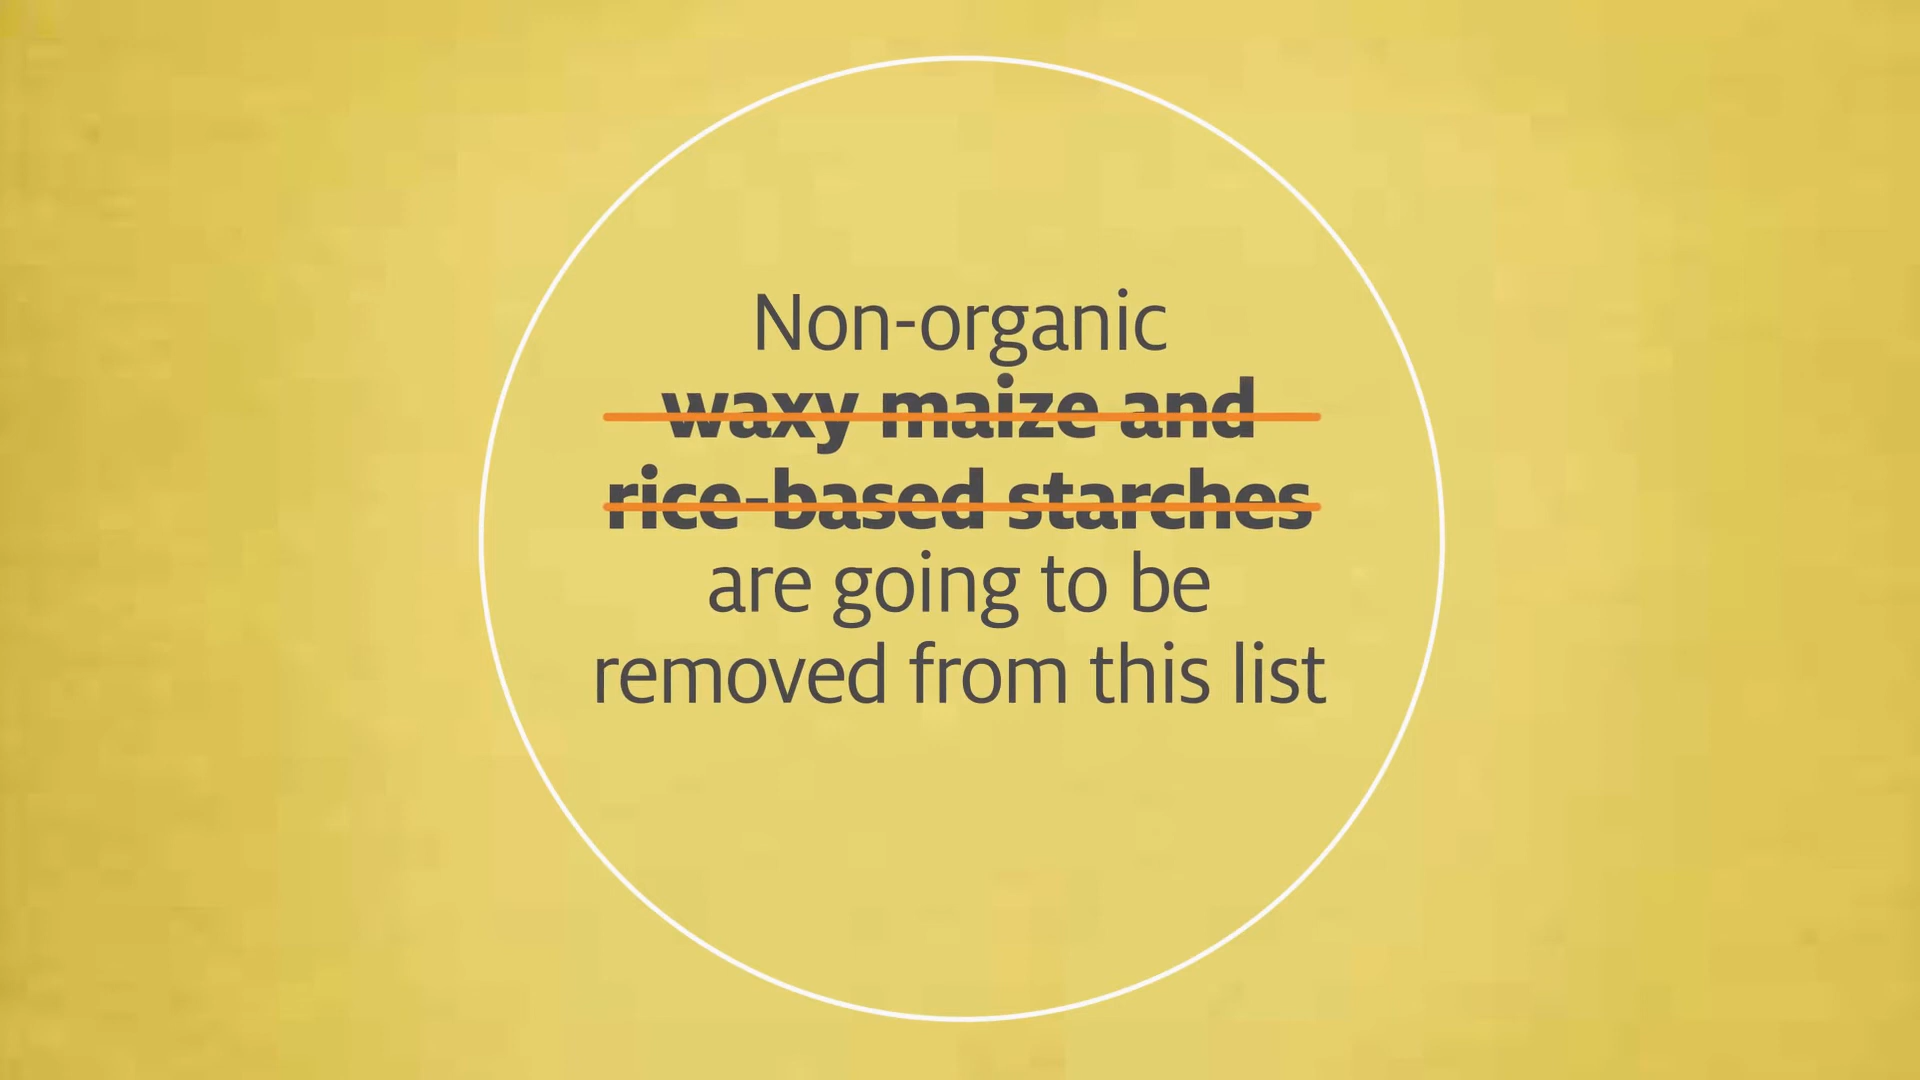 Non-organic
waxy maize and
rice-based starches
are going to be
removed from this list